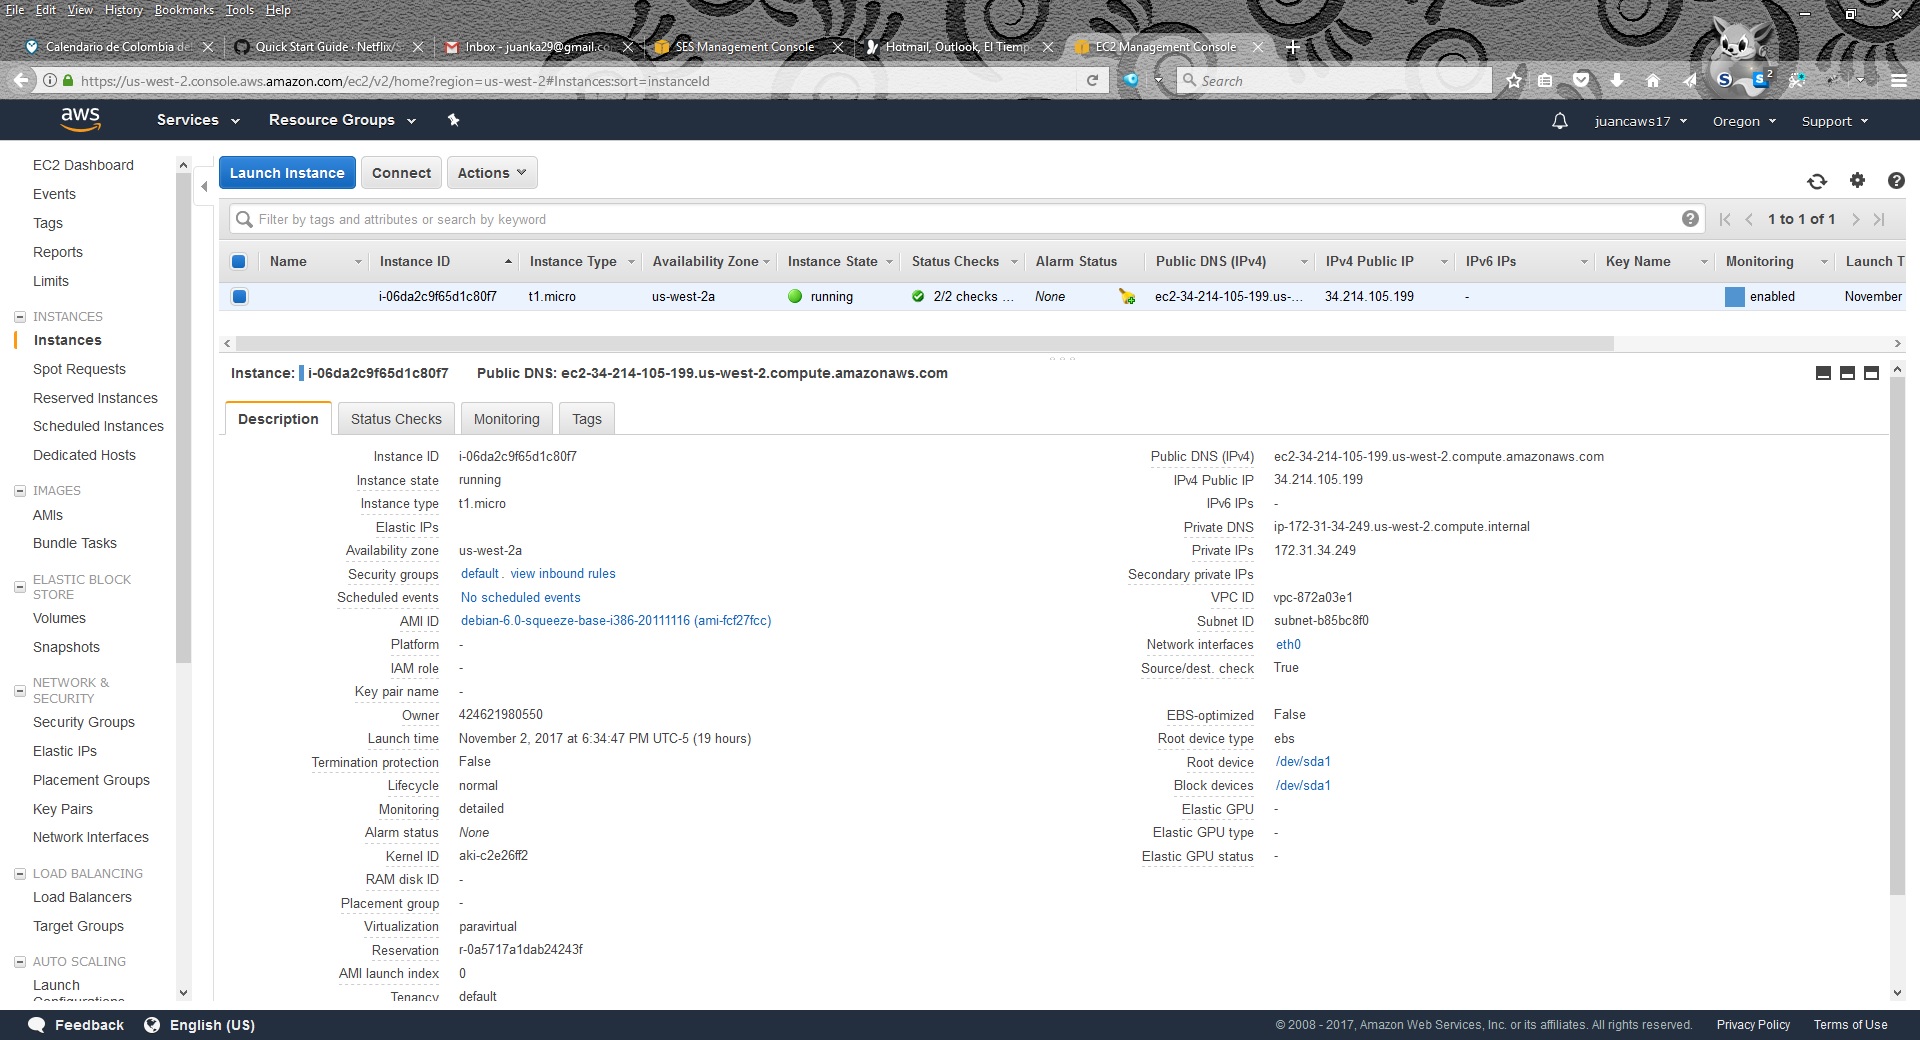 File Edit View History Bookmarks Tools Help
Calendario de Colombia de
Quick Start Guide · Netflix/S
Inbox - juanka29@gmail.co
SES Management Console
Hotmail, Outlook, El Tiemp
EC2 Management Console
https://us-west-2.console.aws.amazon.com/ec2/v2/home?region=us-west-2#Instances:sort=instanceId
Search
2
aws
Services
Resource Groups
juancaws17
Oregon
Support
EC2 Dashboard
Events
Tags
Reports
Limits
INSTANCES
Instances
Spot Requests
Reserved Instances
Scheduled Instances
Dedicated Hosts
IMAGES
AMIs
Bundle Tasks
ELASTIC BLOCK
STORE
Volumes
Snapshots
NETWORK &
SECURITY
Security Groups
Elastic IPs
Placement Groups
Key Pairs
Network Interfaces
LOAD BALANCING
Load Balancers
Target Groups
AUTO SCALING
Launch
Configurations
Launch Instance Connect Actions
Filter by tags and attributes or search by keyword
1 to 1 of 1
Name Instance ID Instance Type Availability Zone Instance State Status Checks Alarm Status Public DNS (IPv4) IPv4 Public IP IPv6 IPs Key Name Monitoring Launch T
i-06da2c9f65d1c80f7 t1.micro us-west-2a running 2/2 checks ... None ec2-34-214-105-199.us-... 34.214.105.199 - enabled November
Instance: i-06da2c9f65d1c80f7 Public DNS: ec2-34-214-105-199.us-west-2.compute.amazonaws.com
Description Status Checks Monitoring Tags
Instance ID i-06da2c9f65d1c80f7
Instance state running
Instance type t1.micro
Elastic IPs
Availability zone us-west-2a
Security groups default. view inbound rules
Scheduled events No scheduled events
AMI ID debian-6.0-squeeze-base-i386-20111116 (ami-fcf27fcc)
Platform -
IAM role -
Key pair name -
Owner 424621980550
Launch time November 2, 2017 at 6:34:47 PM UTC-5 (19 hours)
Termination protection False
Lifecycle normal
Monitoring detailed
Alarm status None
Kernel ID aki-c2e26ff2
RAM disk ID -
Placement group -
Virtualization paravirtual
Reservation r-0a5717a1dab24243f
AMI launch index 0
Tenancy default
Public DNS (IPv4) ec2-34-214-105-199.us-west-2.compute.amazonaws.com
IPv4 Public IP 34.214.105.199
IPv6 IPs -
Private DNS ip-172-31-34-249.us-west-2.compute.internal
Private IPs 172.31.34.249
Secondary private IPs
VPC ID vpc-872a03e1
Subnet ID subnet-b85bc8f0
Network interfaces eth0
Source/dest. check True
EBS-optimized False
Root device type ebs
Root device /dev/sda1
Block devices /dev/sda1
Elastic GPU -
Elastic GPU type -
Elastic GPU status -
Feedback English (US)
© 2008 - 2017, Amazon Web Services, Inc. or its affiliates. All rights reserved. Privacy Policy Terms of Use